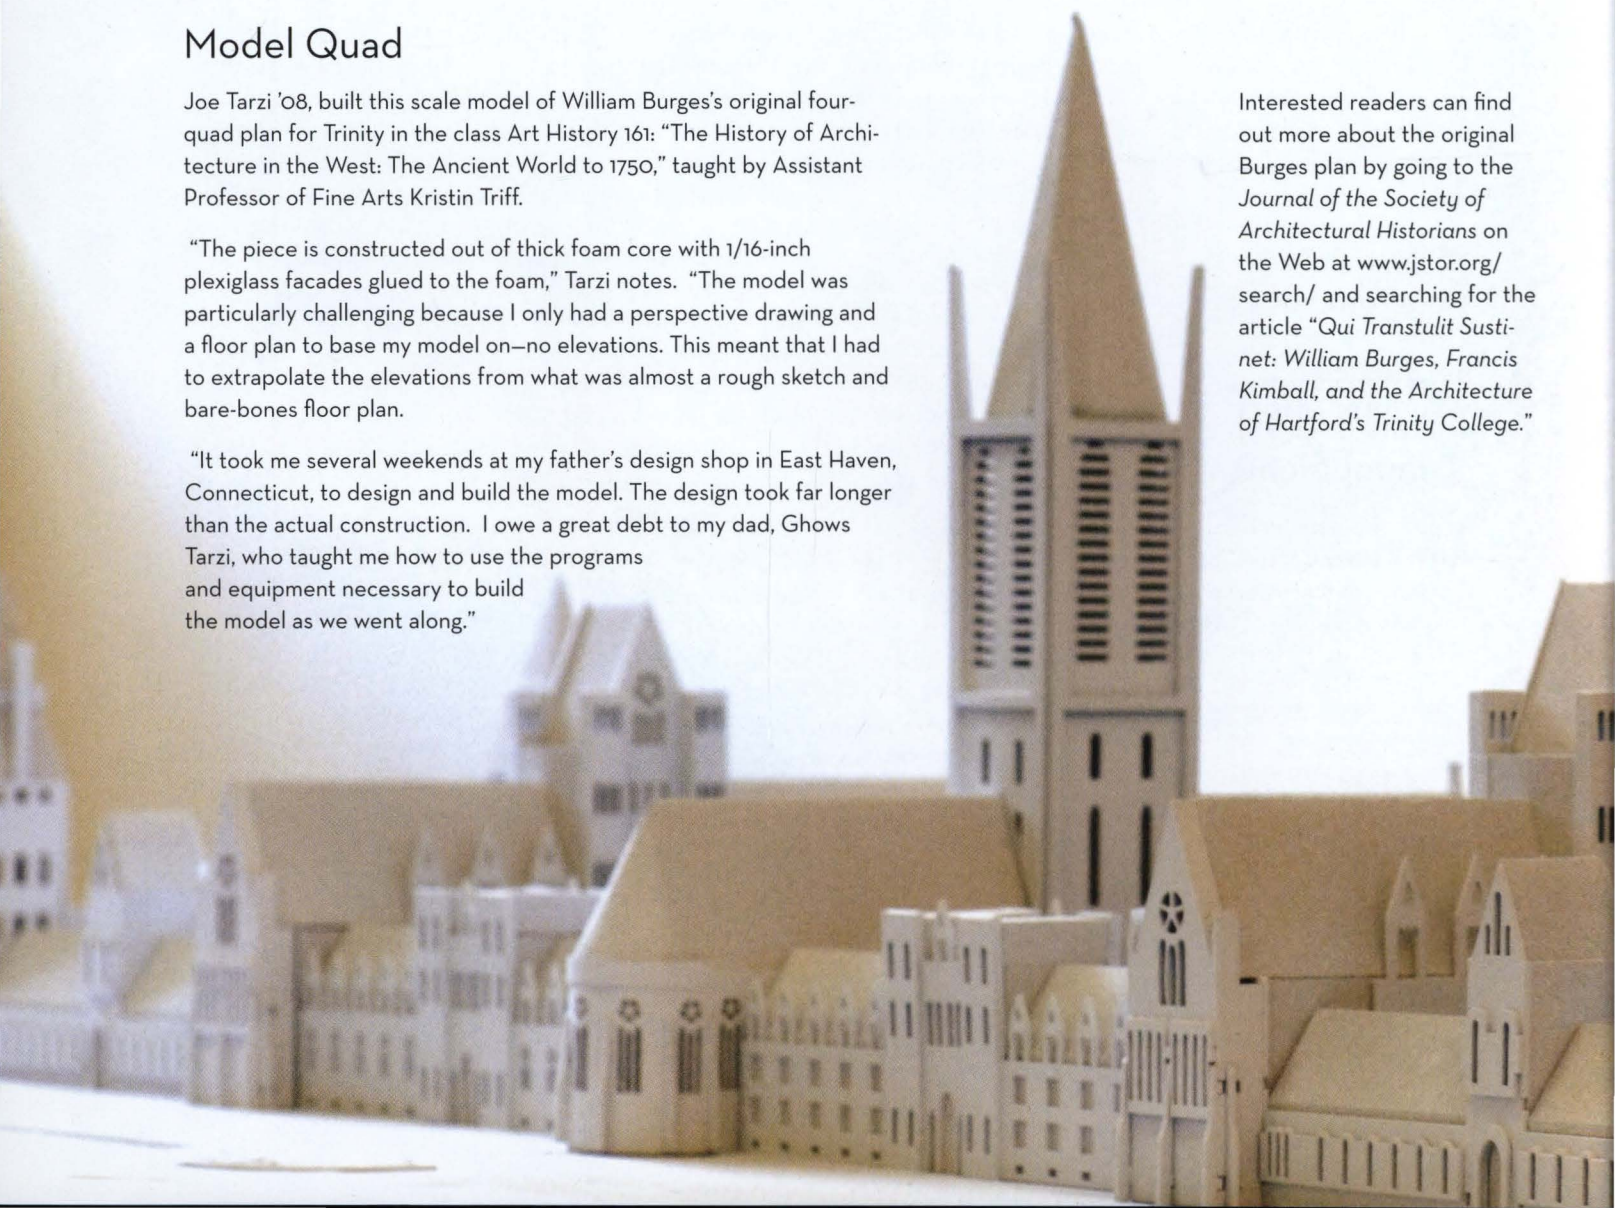 Model Quad
Joe Tarzi ’08, built this scale model of William Burges’s original four-
quad plan for Trinity in the class Art History 161: “The History of Archi-
tecture in the West: The Ancient World to 1750,” taught by Assistant
Professor of Fine Arts Kristin Triff.
“The piece is constructed out of thick foam core with 1/16-inch
plexiglass facades glued to the foam,” Tarzi notes.  “The model was
particularly challenging because I only had a perspective drawing and
a floor plan to base my model on—no elevations. This meant that I had
to extrapolate the elevations from what was almost a rough sketch and
bare-bones floor plan.
“It took me several weekends at my father’s design shop in East Haven,
Connecticut, to design and build the model. The design took far longer
than the actual construction.  I owe a great debt to my dad, Ghows
Tarzi, who taught me how to use the programs
and equipment necessary to build
the model as we went along.”
Interested readers can find
out more about the original
Burges plan by going to the
Journal of the Society of
Architectural Historians on
the Web at www.jstor.org/
search/ and searching for the
article “Qui Transtulit Susti-
net: William Burges, Francis
Kimball, and the Architecture
of Hartford’s Trinity College.”